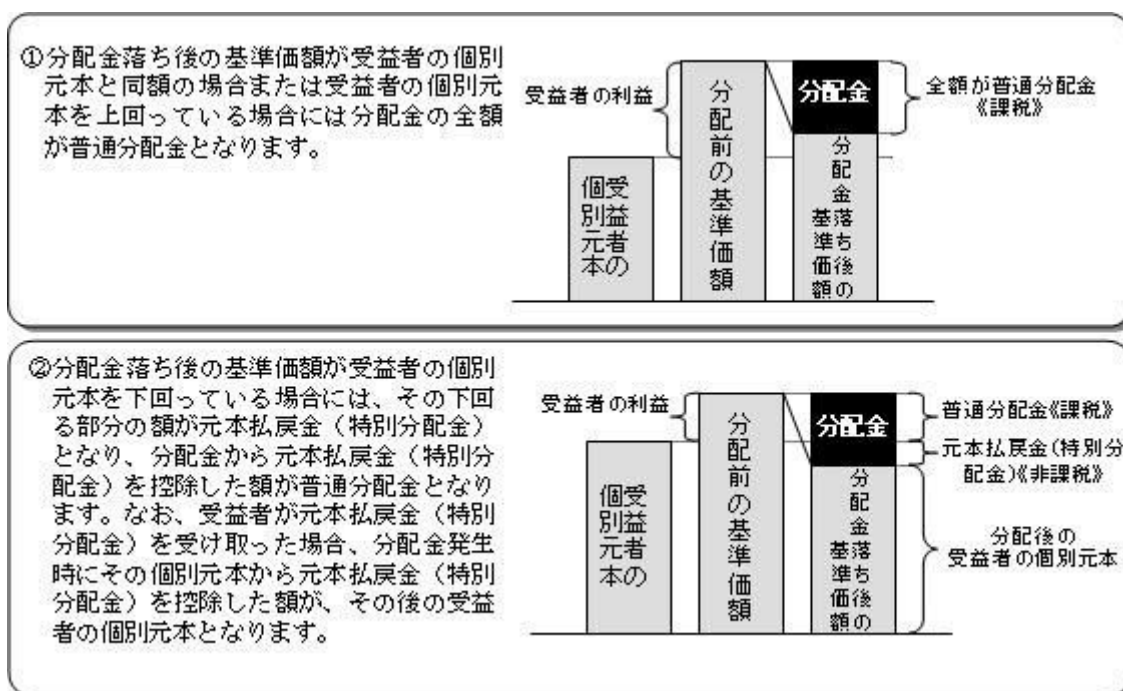 ①分配金落ち後の基準価額が受益者の個別
元本と同額の場合または受益者の個別元
本を上回っている場合には分配金の全額
が普通分配金となります。
受益者の利益
受益者の
個別元本
分配前の基準価額
分配金
分配金落ち後の
基準価額
全額が普通分配金
《課税》
②分配金落ち後の基準価額が受益者の個別
元本を下回っている場合には、その下回
る部分の額が元本払戻金（特別分配金）
となり、分配金から元本払戻金（特別分
配金）を控除した額が普通分配金となり
ます。なお、受益者が元本払戻金（特別
分配金）を受け取った場合、分配金発生
時にその個別元本から元本払戻金（特別
分配金）を控除した額が、その後の受益
者の個別元本となります。
受益者の利益
受益者の
個別元本
分配前の基準価額
分配金
分配金落ち後の
基準価額
普通分配金《課税》
元本払戻金(特別分
配金)《非課税》
分配後の
受益者の個別元本